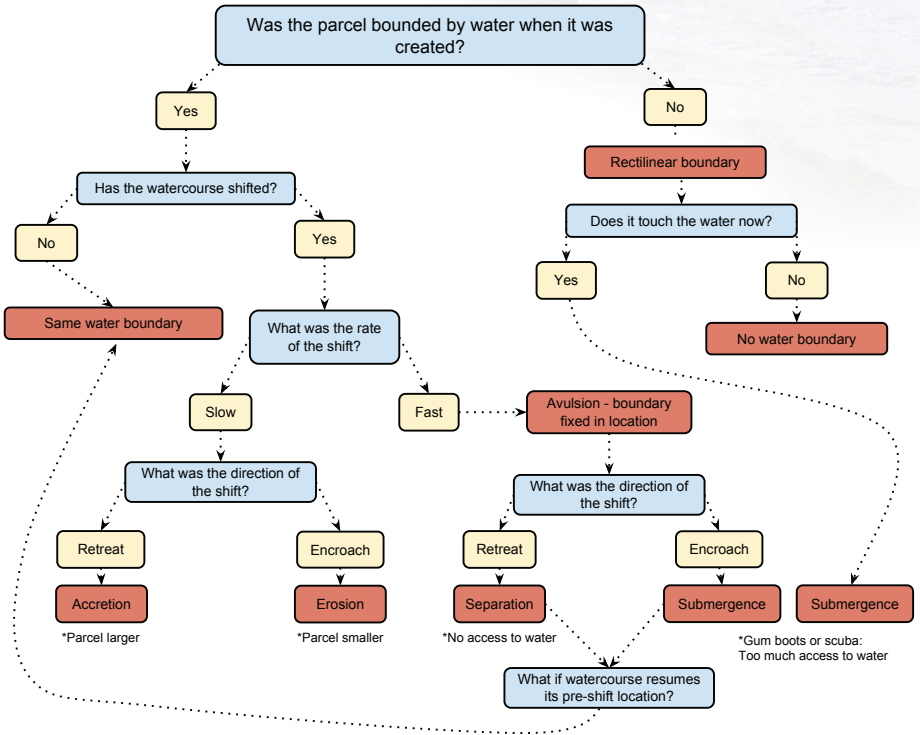 Was the parcel bounded by water when it was
created?
Yes
No
Rectilinear boundary
Has the watercourse shifted?
Does it touch the water now?
No
Yes
Yes
No
Same water boundary
What was the rate
of the shift?
No water boundary
Slow
Fast
Avulsion - boundary
fixed in location
What was the direction of
the shift?
What was the direction of
the shift?
Retreat
Encroach
Retreat
Encroach
Accretion
Erosion
Separation
Submergence
Submergence
*Parcel larger
*Parcel smaller
*No access to water
*Gum boots or scuba:
Too much access to water
What if watercourse resumes
its pre-shift location?